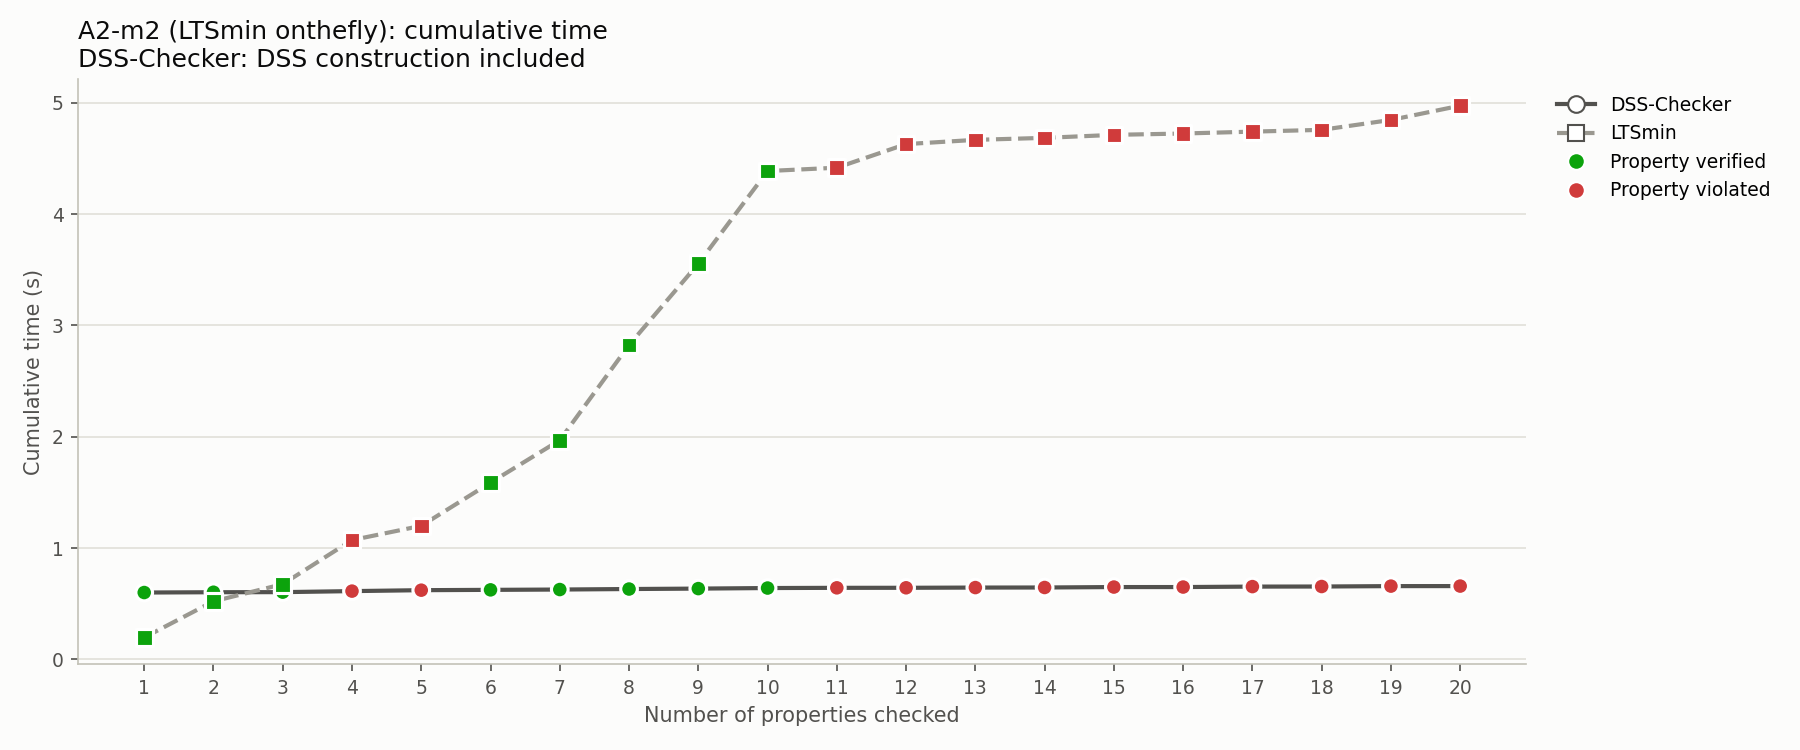 A2-m2 (LTSmin onthefly): cumulative time
DSS-Checker: DSS construction included
DSS-Checker
LTSmin
Property verified
Property violated
Cumulative time (s)
5
4
3
2
1
0
1 2 3 4 5 6 7 8 9 10 11 12 13 14 15 16 17 18 19 20
Number of properties checked